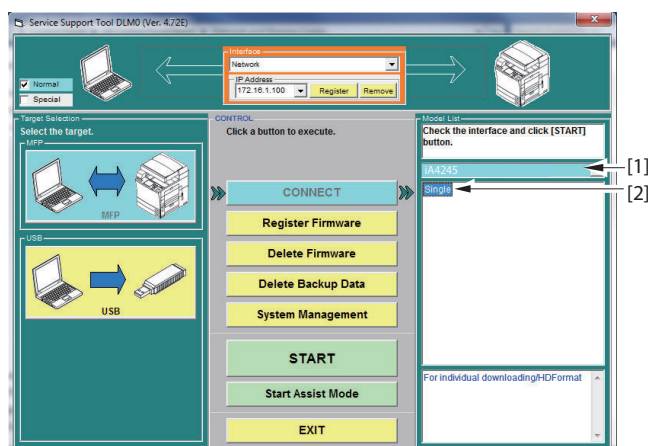 Service Support Tool DLM0 (Ver. 4.72E)
Interface
Network
IP Address
172.16.1.100
Register
Remove
Normal
Special
Target Selection
Select the target.
MFP
MFP
USB
USB
CONTROL
Click a button to execute.
CONNECT
Register Firmware
Delete Firmware
Delete Backup Data
System Management
START
Start Assist Mode
EXIT
Model List
Check the interface and click [START]
button.
iA4245
[1]
Single
[2]
For individual downloading/HDFormat